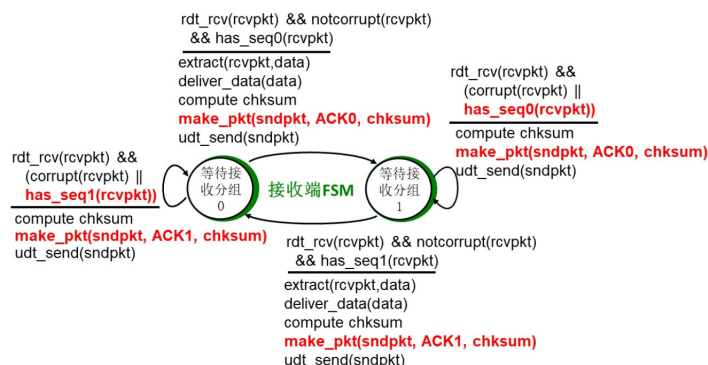 rdt_rcv(rcvpkt) && notcorrupt(rcvpkt)
&& has_seq0(rcvpkt)
extract(rcvpkt,data)
deliver_data(data)
compute chksum
make_pkt(sndpkt, ACK0, chksum)
udt_send(sndpkt)
rdt_rcv(rcvpkt) &&
(corrupt(rcvpkt) ||
has_seq0(rcvpkt))
compute chksum
make_pkt(sndpkt, ACK0, chksum)
udt_send(sndpkt)
rdt_rcv(rcvpkt) &&
(corrupt(rcvpkt) ||
has_seq1(rcvpkt))
compute chksum
make_pkt(sndpkt, ACK1, chksum)
udt_send(sndpkt)
等待接
收分组
0
接收端FSM
等待接
收分组
1
rdt_rcv(rcvpkt) && notcorrupt(rcvpkt)
&& has_seq1(rcvpkt)
extract(rcvpkt,data)
deliver_data(data)
compute chksum
make_pkt(sndpkt, ACK1, chksum)
udt_send(sndpkt)